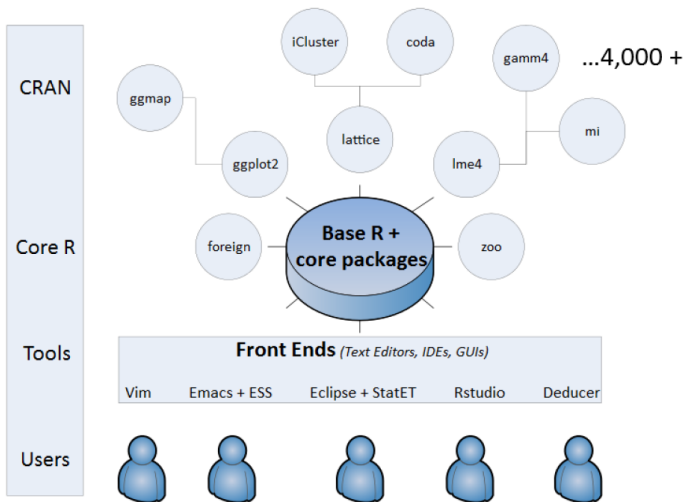 CRAN
iCluster
coda
gamm4
...4,000 +
ggmap
mi
lattice
ggplot2
lme4
Core R
foreign
Base R +
core packages
zoo
Tools
Front Ends (Text Editors, IDEs, GUIs)
Vim
Emacs + ESS
Eclipse + StatET
Rstudio
Deducer
Users